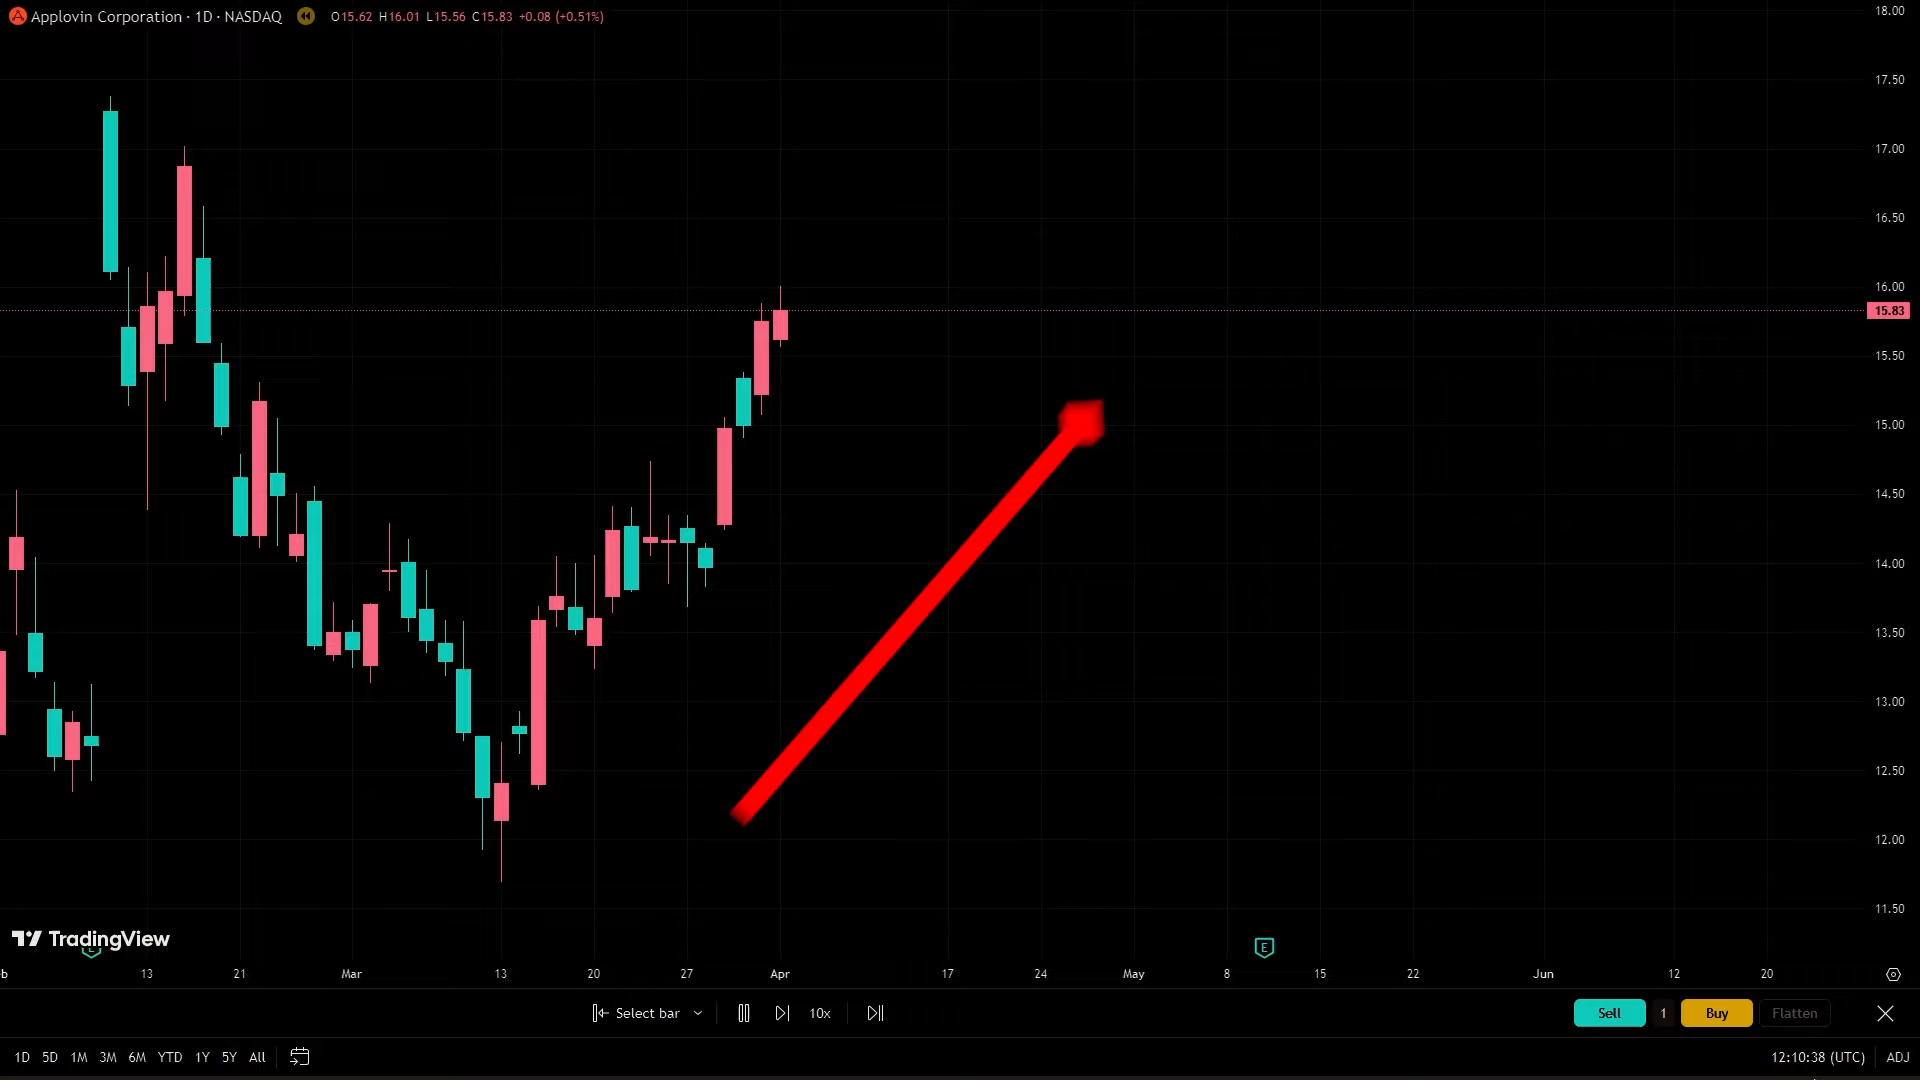 Applovin Corporation · 1D · NASDAQ O15.62 H16.01 L15.56 C15.83 +0.08 (+0.51%)
18.00
17.50
17.00
16.50
16.00
15.83
15.50
15.00
14.50
14.00
13.50
13.00
12.50
12.00
11.50
TradingView
E
E
b 13 21 Mar 13 20 27 Apr 17 24 May 8 15 22 Jun 12 20
Select bar 10x Sell 1 Buy Flatten
1D 5D 1M 3M 6M YTD 1Y 5Y All 12:10:38 (UTC) ADJ